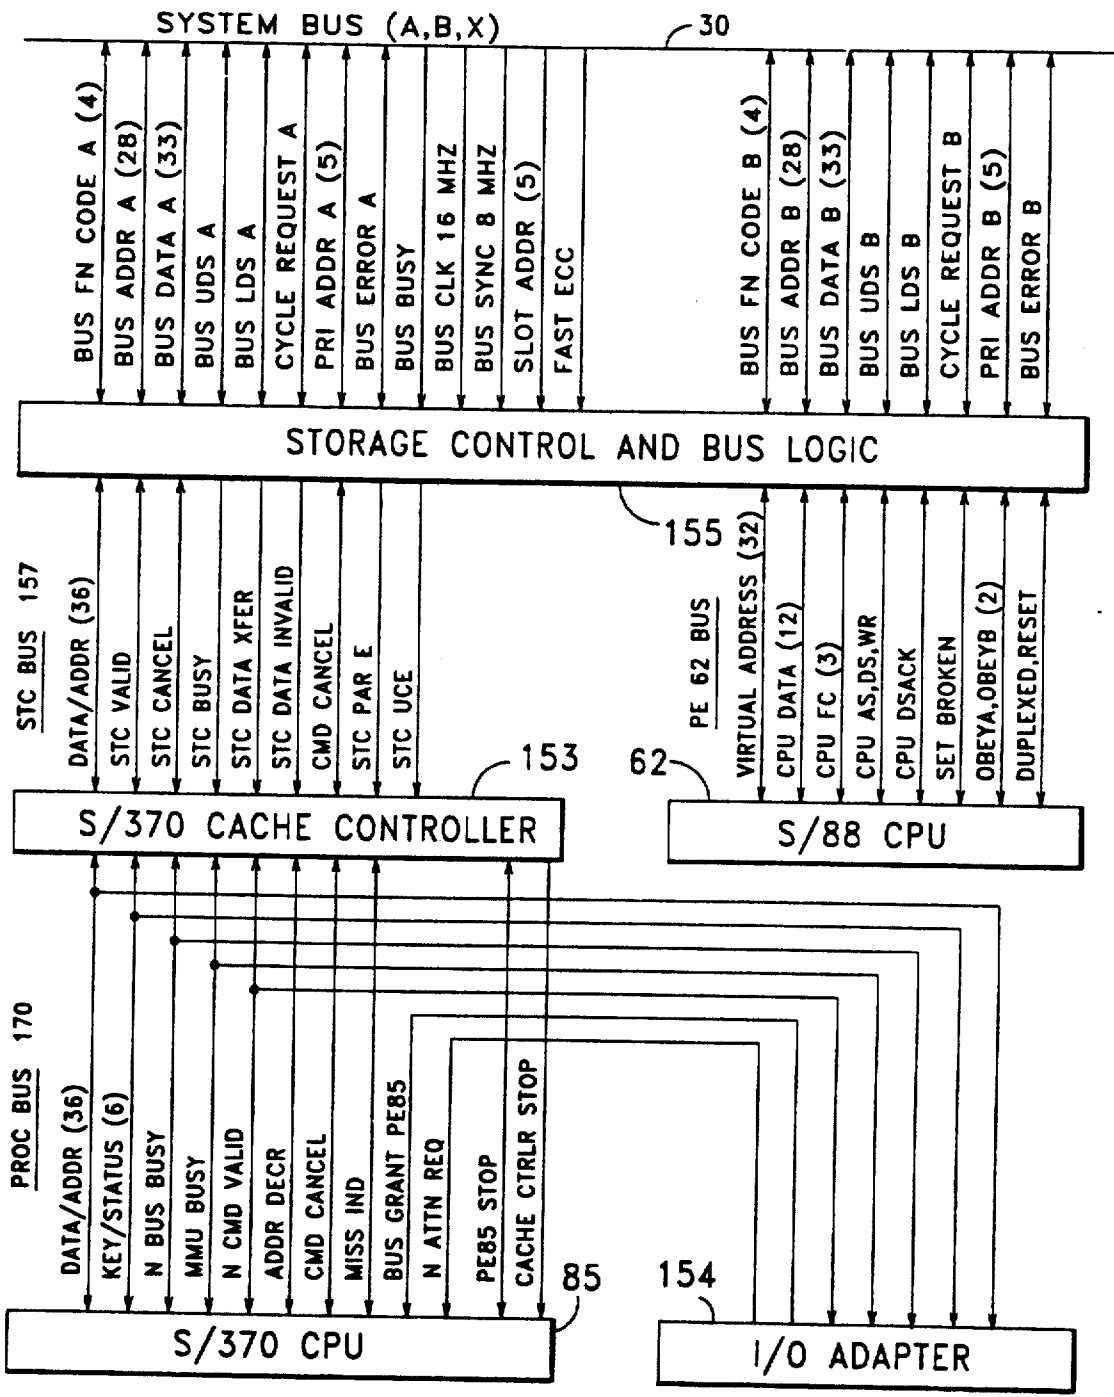 SYSTEM BUS (A,B,X)
30
BUS FN CODE A (4)
BUS ADDR A (28)
BUS DATA A (33)
BUS UDS A
BUS LDS A
CYCLE REQUEST A
PRI ADDR A (5)
BUS ERROR A
BUS BUSY
BUS CLK 16 MHZ
BUS SYNC 8 MHZ
SLOT ADDR (5)
FAST ECC
BUS FN CODE B (4)
BUS ADDR B (28)
BUS DATA B (33)
BUS UDS B
BUS LDS B
CYCLE REQUEST B
PRI ADDR B (5)
BUS ERROR B
STORAGE CONTROL AND BUS LOGIC
155
STC BUS 157
DATA/ADDR (36)
STC VALID
STC CANCEL
STC BUSY
STC DATA XFER
STC DATA INVALID
CMD CANCEL
STC PAR E
STC UCE
PE 62 BUS
VIRTUAL ADDRESS (32)
CPU DATA (12)
CPU FC (3)
CPU AS,DS,WR
CPU DSACK
SET BROKEN
OBEYA,OBEYB (2)
DUPLEXED,RESET
153
62
S/370 CACHE CONTROLLER
S/88 CPU
PROC BUS 170
DATA/ADDR (36)
KEY/STATUS (6)
N BUS BUSY
MMU BUSY
N CMD VALID
ADDR DECR
CMD CANCEL
MISS IND
BUS GRANT PE85
N ATTN REQ
PE85 STOP
CACHE CTRLR STOP
85
154
S/370 CPU
I/O ADAPTER